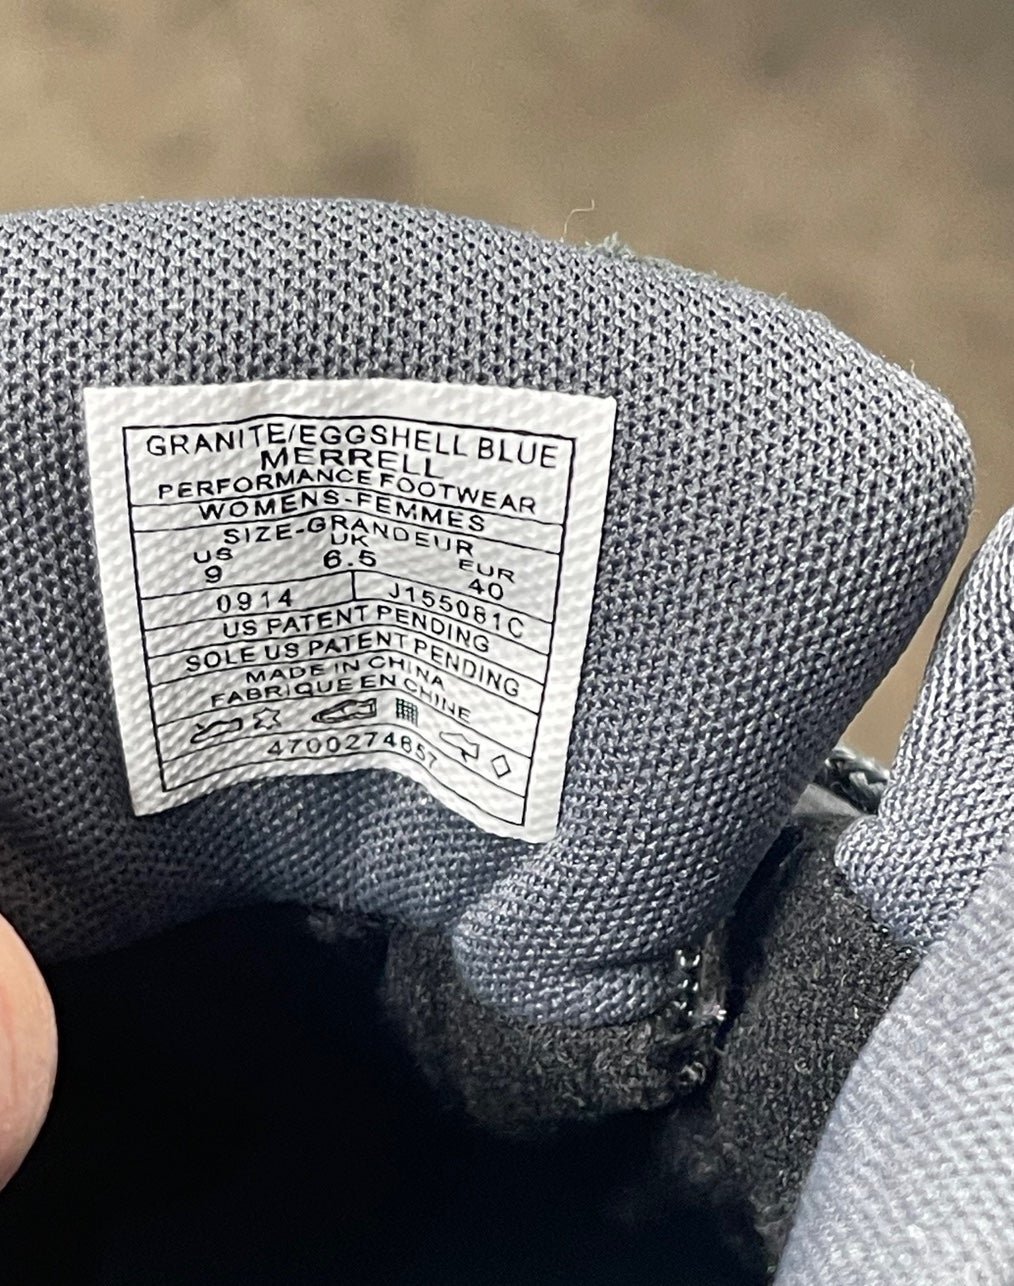 GRANITE/EGGSHELL BLUE
MERRELL
PERFORMANCE FOOTWEAR
WOMENS-FEMMES
SIZE-GRANDEUR
US UK EUR
9 6.5 40
0914 J155081C
US PATENT PENDING
SOLE US PATENT PENDING
MADE IN CHINA
FABRIQUE EN CHINE
4700274657